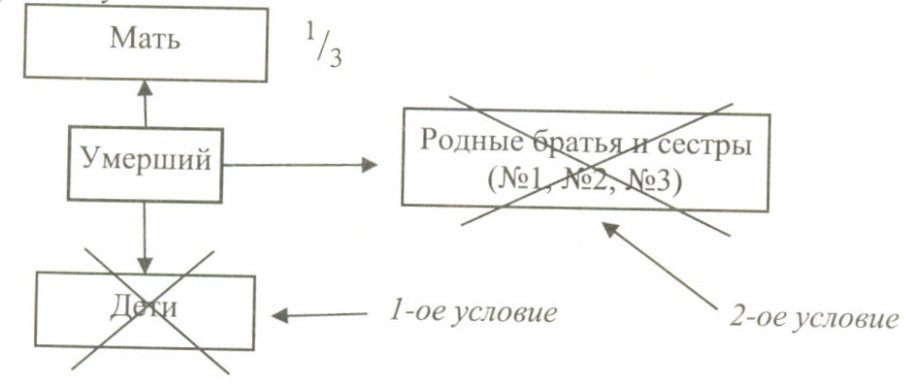 Мать
1/3
Умерший
Родные братья и сестры
(№1, №2, №3)
Дети
1-ое условие
2-ое условие